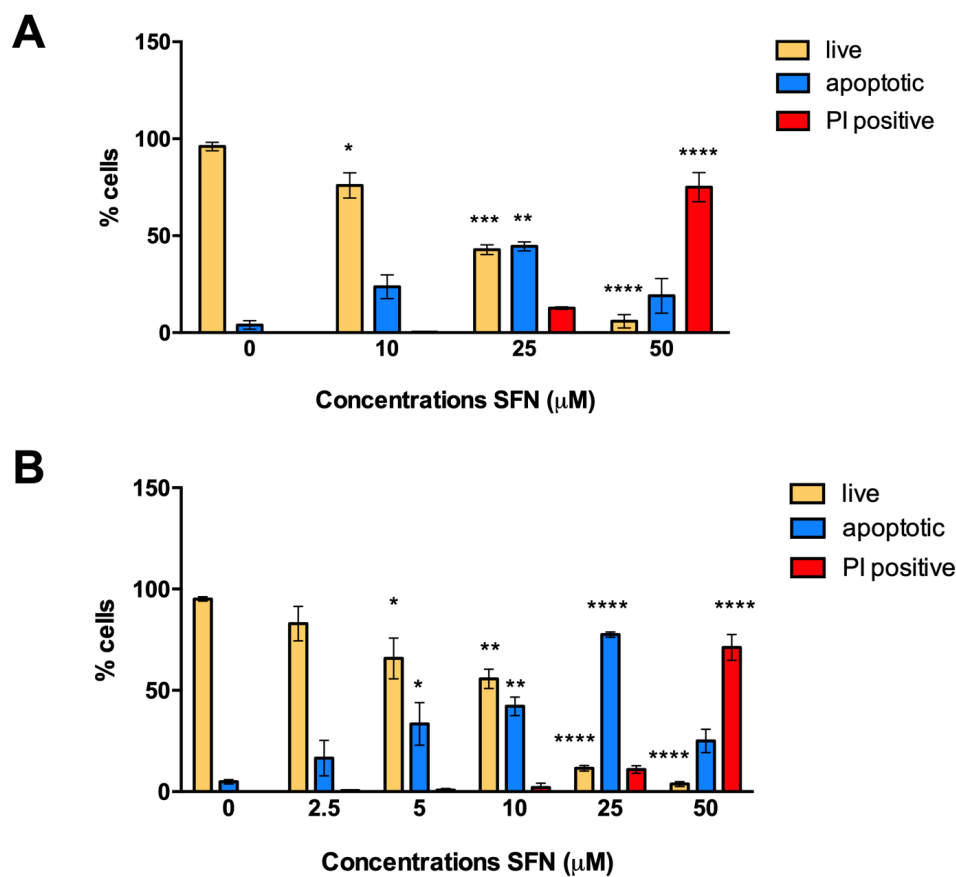 A
150
100
50
0
% cells
*
***
**
****
****
0 10 25 50
Concentrations SFN (μM)
live
apoptotic
PI positive
B
150
100
50
0
% cells
*
*
**
**
****
****
****
****
0 2.5 5 10 25 50
Concentrations SFN (μM)
live
apoptotic
PI positive